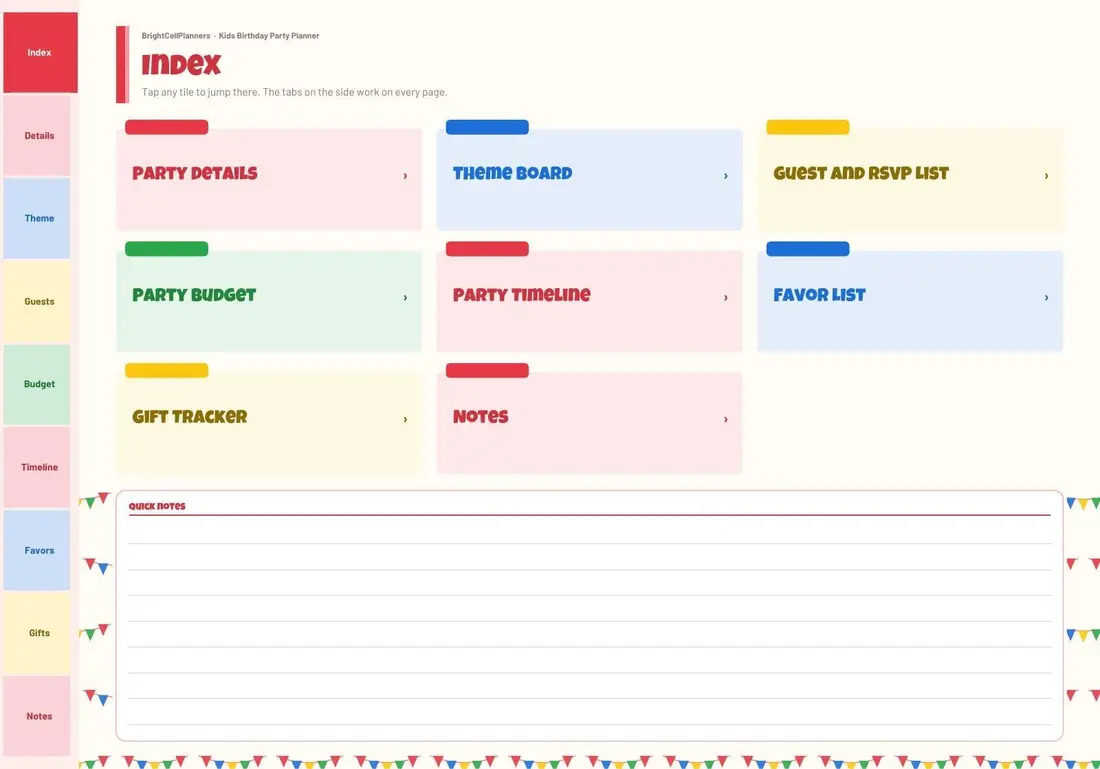 Index
Details
Theme
Guests
Budget
Timeline
Favors
Gifts
Notes
BrightCellPlanners · Kids Birthday Party Planner
Index
Tap any tile to jump there. The tabs on the side work on every page.
PARTY DETAILS ›
THEME BOARD ›
GUEST AND RSVP LIST ›
PARTY BUDGET ›
PARTY TIMELINE ›
FAVOR LIST ›
GIFT TRACKER ›
NOTES ›
QUICK NOTES